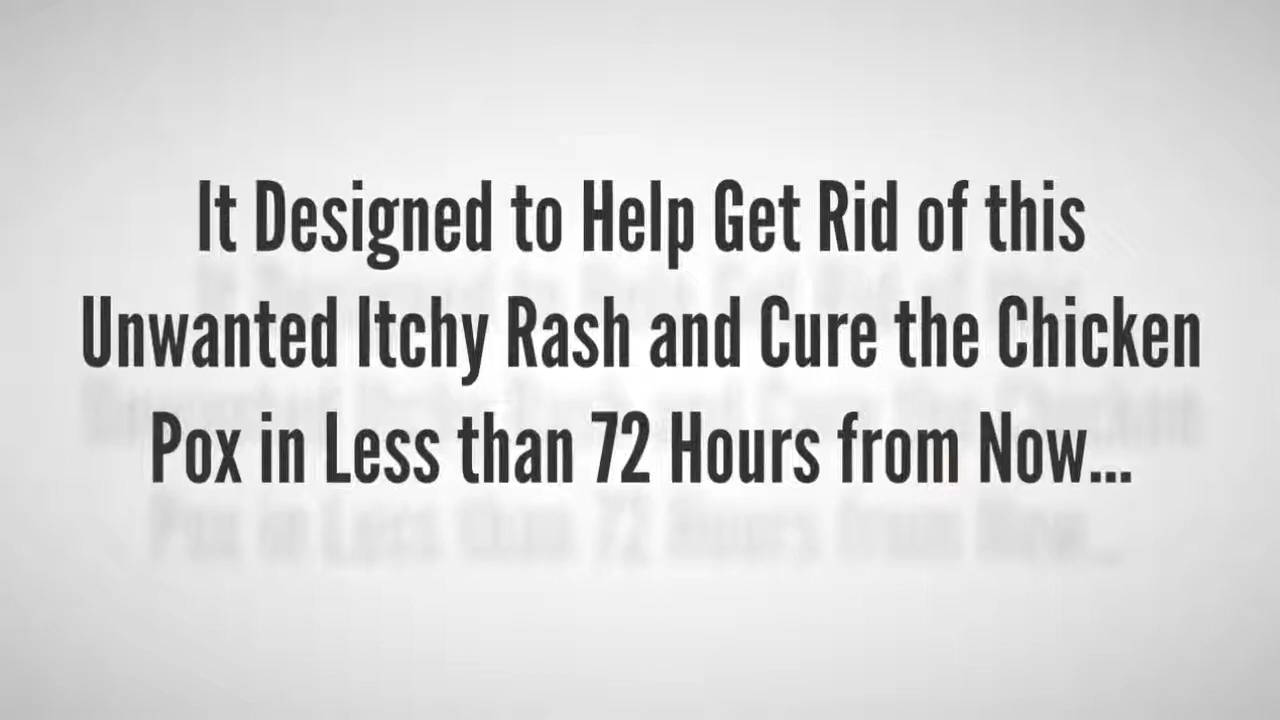 It Designed to Help Get Rid of this
Unwanted Itchy Rash and Cure the Chicken
Pox in Less than 72 Hours from Now...